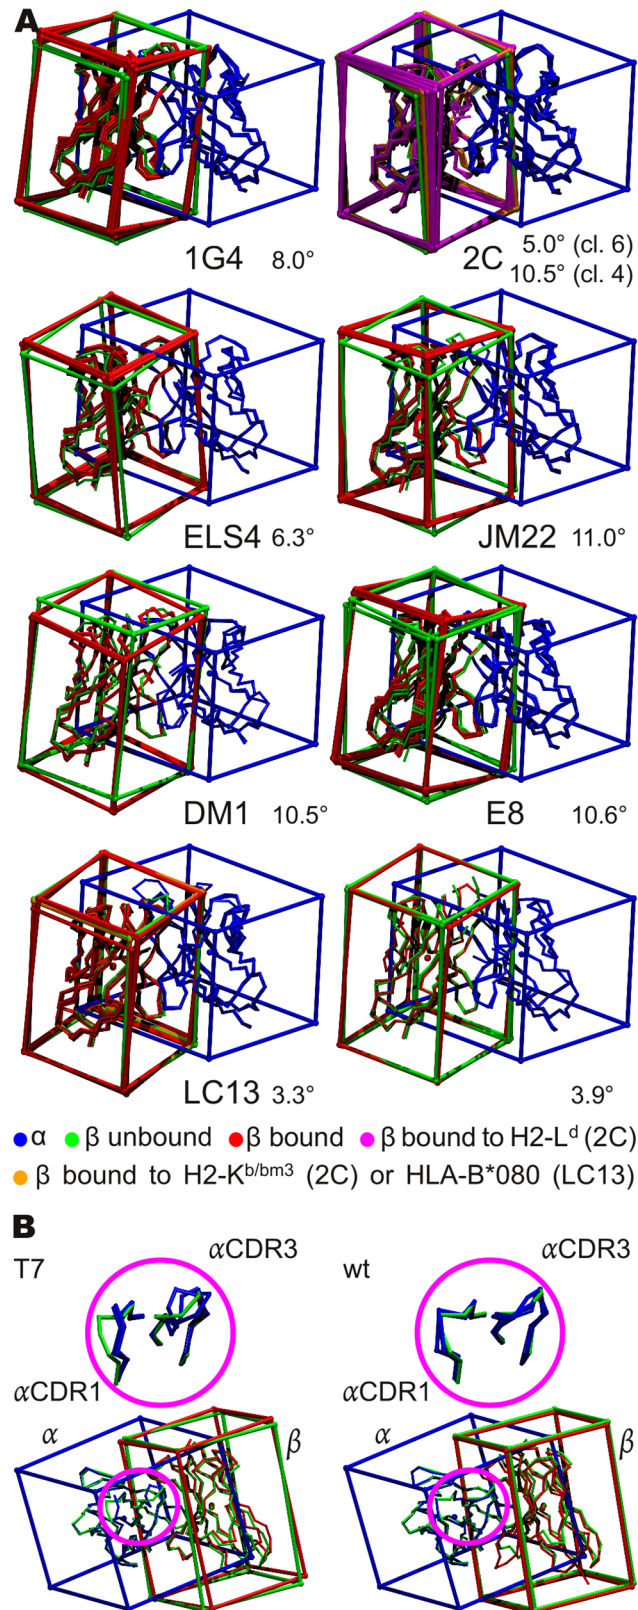 A
1G4 8.0°
2C 5.0° (cl. 6)
10.5° (cl. 4)
ELS4 6.3°
JM22 11.0°
DM1 10.5°
E8 10.6°
LC13 3.3°
3.9°
α β unbound β bound β bound to H2-Lᵈ (2C)
β bound to H2-Kᵇ/ᵇᵐ³ (2C) or HLA-B*080 (LC13)
B
T7 αCDR3
αCDR1
α β
wt αCDR3
αCDR1
α β